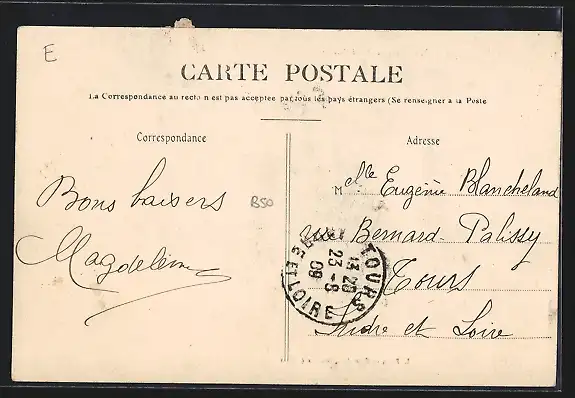 E
CARTE POSTALE
La Correspondance au recto n est pas acceptée par tous les pays étrangers (Se renseigner a la Poste
Correspondance
Adresse
Bons baisers
Magdeleine
B50
Melle Eugénie Blancheland
rue Bernard-Palissy
Tours
Indre et Loire
TOURS
23-8
09
ET LOIRE